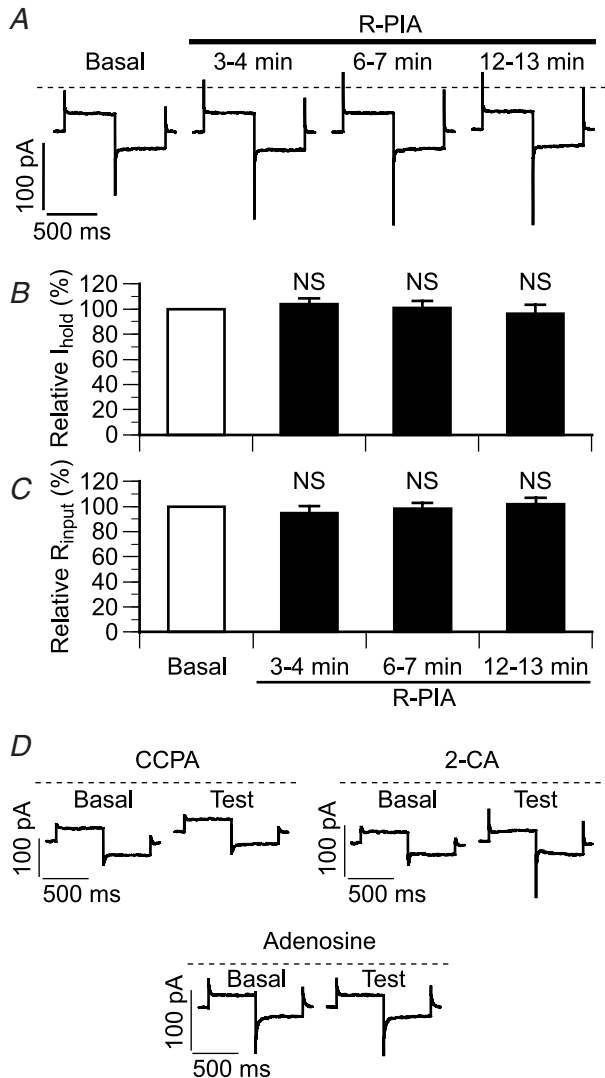 A
R-PIA
Basal
3-4 min
6-7 min
12-13 min
100 pA
500 ms
B
Relative I_hold (%)
120
100
80
60
40
20
0
NS
NS
NS
C
Relative R_input (%)
120
100
80
60
40
20
0
NS
NS
NS
Basal
3-4 min
6-7 min
12-13 min
R-PIA
D
CCPA
Basal
Test
100 pA
500 ms
2-CA
Basal
Test
100 pA
500 ms
Adenosine
Basal
Test
100 pA
500 ms